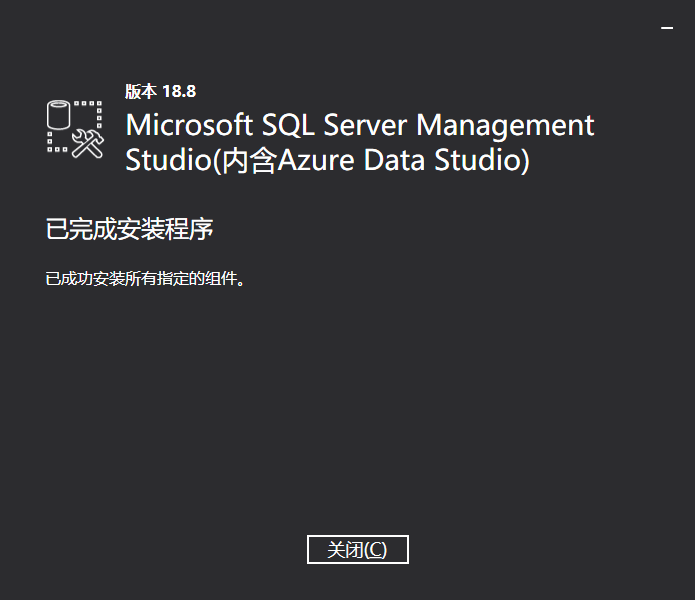 版本 18.8
Microsoft SQL Server Management
Studio(内含Azure Data Studio)
已完成安装程序
已成功安装所有指定的组件。
关闭(C)